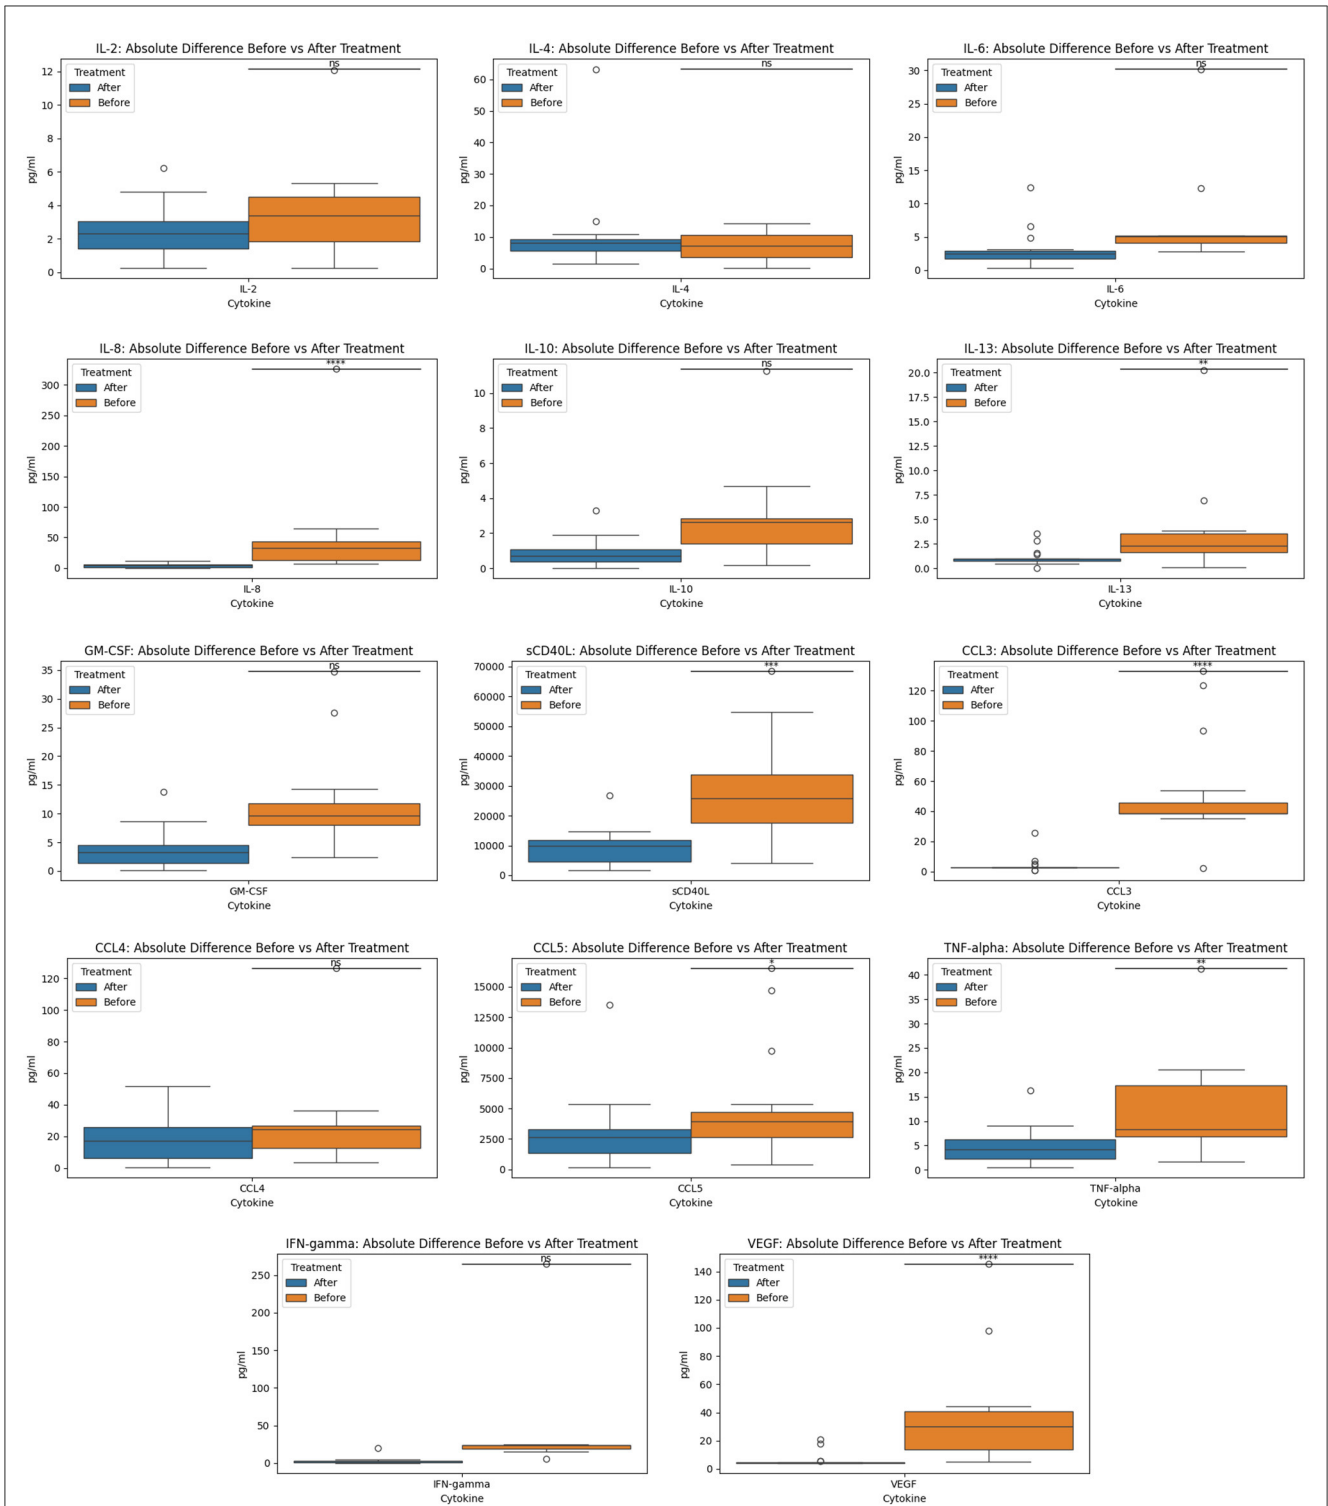 IL-2: Absolute Difference Before vs After Treatment
ns
Treatment
After
Before
12
10
8
6
4
2
0
pg/ml
IL-2
Cytokine
IL-4: Absolute Difference Before vs After Treatment
ns
Treatment
After
Before
60
50
40
30
20
10
0
pg/ml
IL-4
Cytokine
IL-6: Absolute Difference Before vs After Treatment
ns
Treatment
After
Before
30
25
20
15
10
5
0
pg/ml
IL-6
Cytokine
IL-8: Absolute Difference Before vs After Treatment
****
Treatment
After
Before
300
250
200
150
100
50
0
pg/ml
IL-8
Cytokine
IL-10: Absolute Difference Before vs After Treatment
ns
Treatment
After
Before
10
8
6
4
2
0
pg/ml
IL-10
Cytokine
IL-13: Absolute Difference Before vs After Treatment
**
Treatment
After
Before
20.0
17.5
15.0
12.5
10.0
7.5
5.0
2.5
0.0
pg/ml
IL-13
Cytokine
GM-CSF: Absolute Difference Before vs After Treatment
ns
Treatment
After
Before
35
30
25
20
15
10
5
0
pg/ml
GM-CSF
Cytokine
sCD40L: Absolute Difference Before vs After Treatment
***
Treatment
After
Before
70000
60000
50000
40000
30000
20000
10000
0
pg/ml
sCD40L
Cytokine
CCL3: Absolute Difference Before vs After Treatment
****
Treatment
After
Before
120
100
80
60
40
20
0
pg/ml
CCL3
Cytokine
CCL4: Absolute Difference Before vs After Treatment
ns
Treatment
After
Before
120
100
80
60
40
20
0
pg/ml
CCL4
Cytokine
CCL5: Absolute Difference Before vs After Treatment
*
Treatment
After
Before
15000
12500
10000
7500
5000
2500
0
pg/ml
CCL5
Cytokine
TNF-alpha: Absolute Difference Before vs After Treatment
**
Treatment
After
Before
40
35
30
25
20
15
10
5
0
pg/ml
TNF-alpha
Cytokine
IFN-gamma: Absolute Difference Before vs After Treatment
ns
Treatment
After
Before
250
200
150
100
50
0
pg/ml
IFN-gamma
Cytokine
VEGF: Absolute Difference Before vs After Treatment
****
Treatment
After
Before
140
120
100
80
60
40
20
0
pg/ml
VEGF
Cytokine